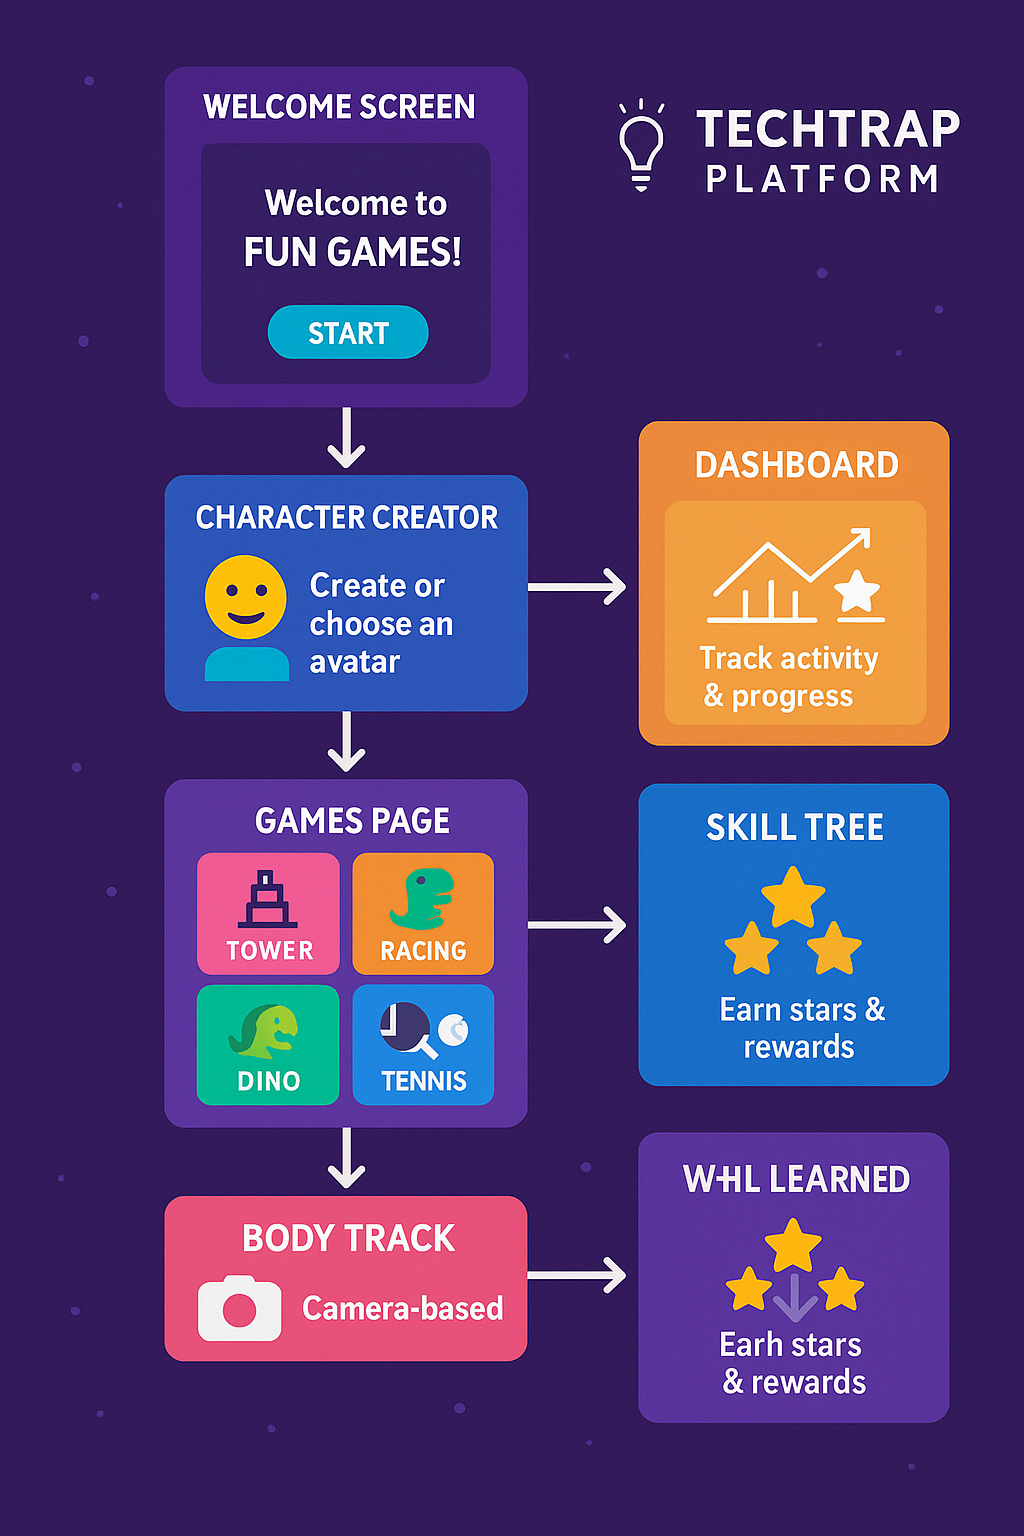 WELCOME SCREEN
Welcome to
FUN GAMES!
START
TECHTRAP
PLATFORM
CHARACTER CREATOR
Create or
choose an
avatar
DASHBOARD
Track activity
& progress
GAMES PAGE
TOWER
RACING
DINO
TENNIS
SKILL TREE
Earn stars &
rewards
BODY TRACK
Camera-based
WHL LEARNED
Earh stars
& rewards